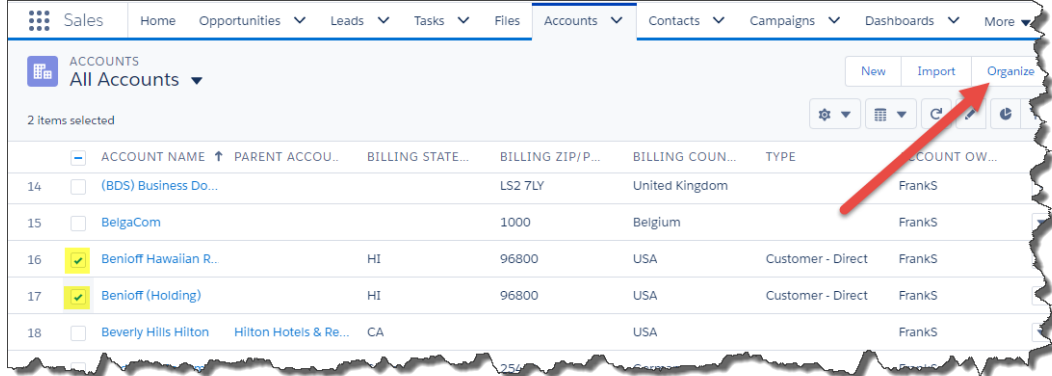 Sales Home Opportunities Leads Tasks Files Accounts Contacts Campaigns Dashboards More
ACCOUNTS
All Accounts
New Import Organize
2 items selected
ACCOUNT NAME PARENT ACCOU... BILLING STATE... BILLING ZIP/P... BILLING COUN... TYPE ACCOUNT OW...
14 (BDS) Business Do... LS2 7LY United Kingdom FrankS
15 BelgaCom 1000 Belgium FrankS
16 Benioff Hawaiian R... HI 96800 USA Customer - Direct FrankS
17 Benioff (Holding) HI 96800 USA Customer - Direct FrankS
18 Beverly Hills Hilton Hilton Hotels & Re... CA USA FrankS